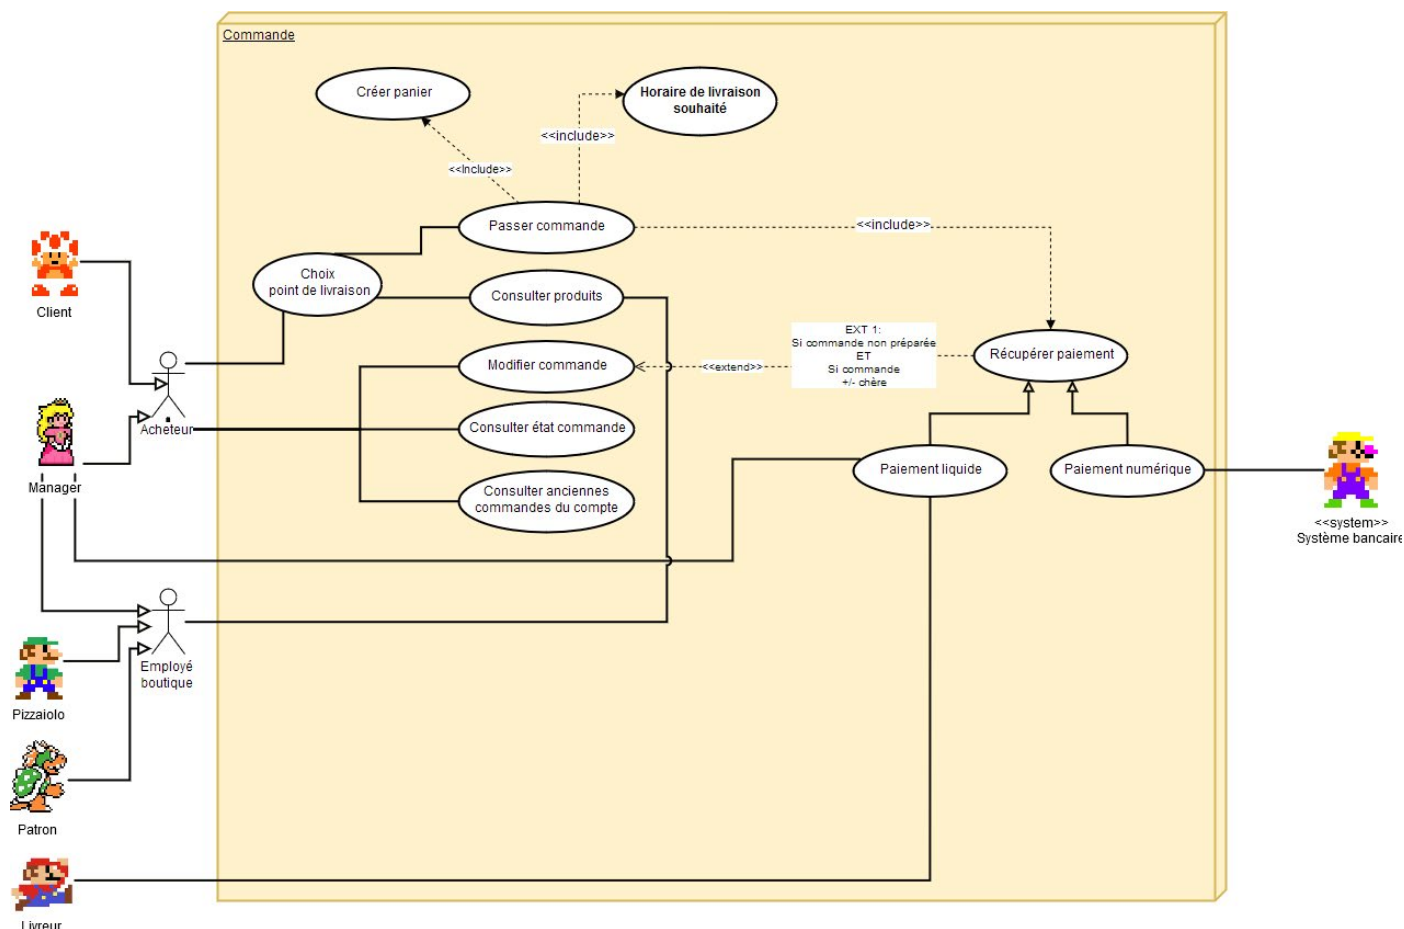 Commande
Créer panier
Horaire de livraison
souhaité
<<include>>
<<Include>>
Passer commande
<<include>>
Choix
point de livraison
Consulter produits
Client
EXT 1:
Si commande non préparée
ET
Si commande
+/- chère
Récupérer paiement
Modifier commande
<<extend>>
Acheteur
Consulter état commande
Manager
Paiement liquide
Paiement numérique
Consulter anciennes
commandes du compte
<<system>>
Système bancaire
Employé
boutique
Pizzaiolo
Patron
Livreur